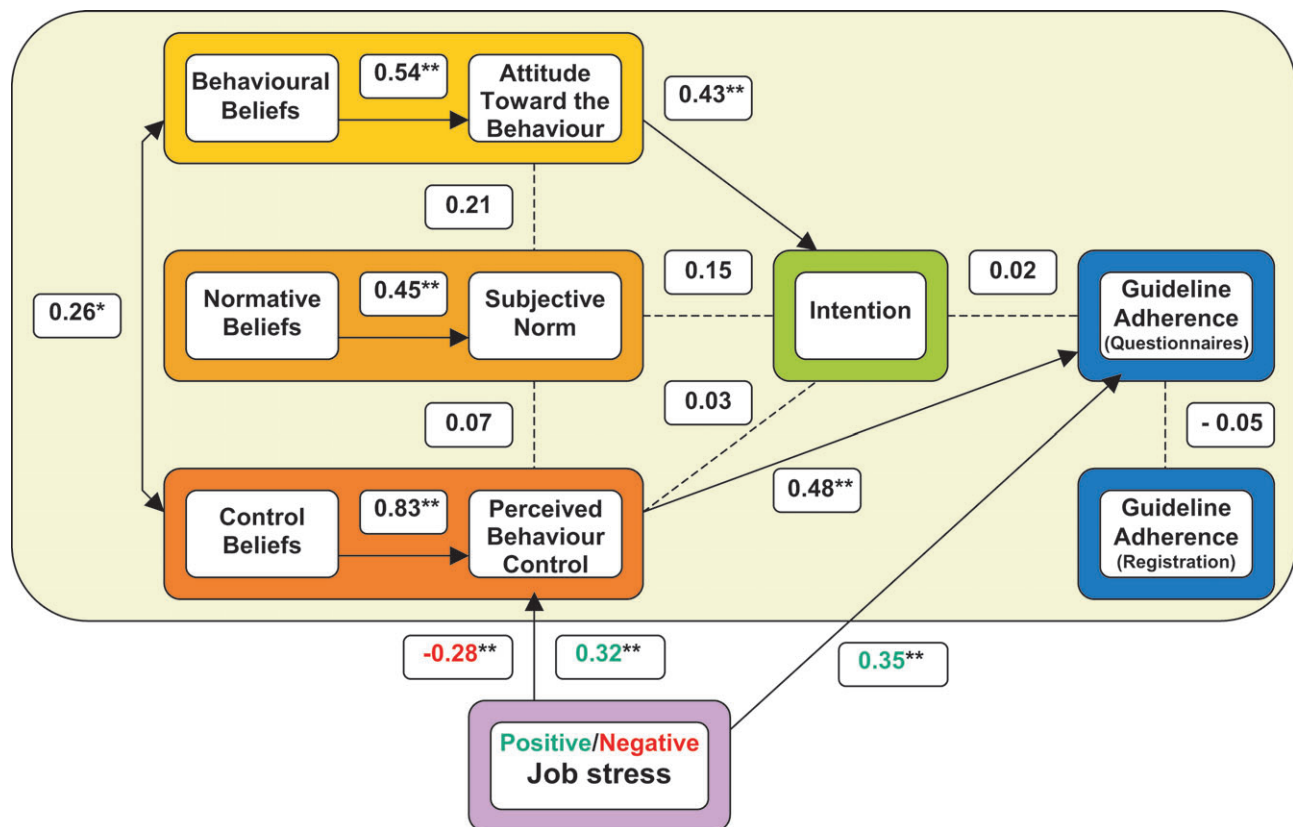 Behavioural
Beliefs
0.54**
Attitude
Toward the
Behaviour
0.43**
0.21
0.26*
Normative
Beliefs
0.45**
Subjective
Norm
0.15
Intention
0.02
Guideline
Adherence
(Questionnaires)
0.07
0.03
- 0.05
Control
Beliefs
0.83**
Perceived
Behaviour
Control
0.48**
Guideline
Adherence
(Registration)
-0.28**
0.32**
0.35**
Positive/Negative
Job stress